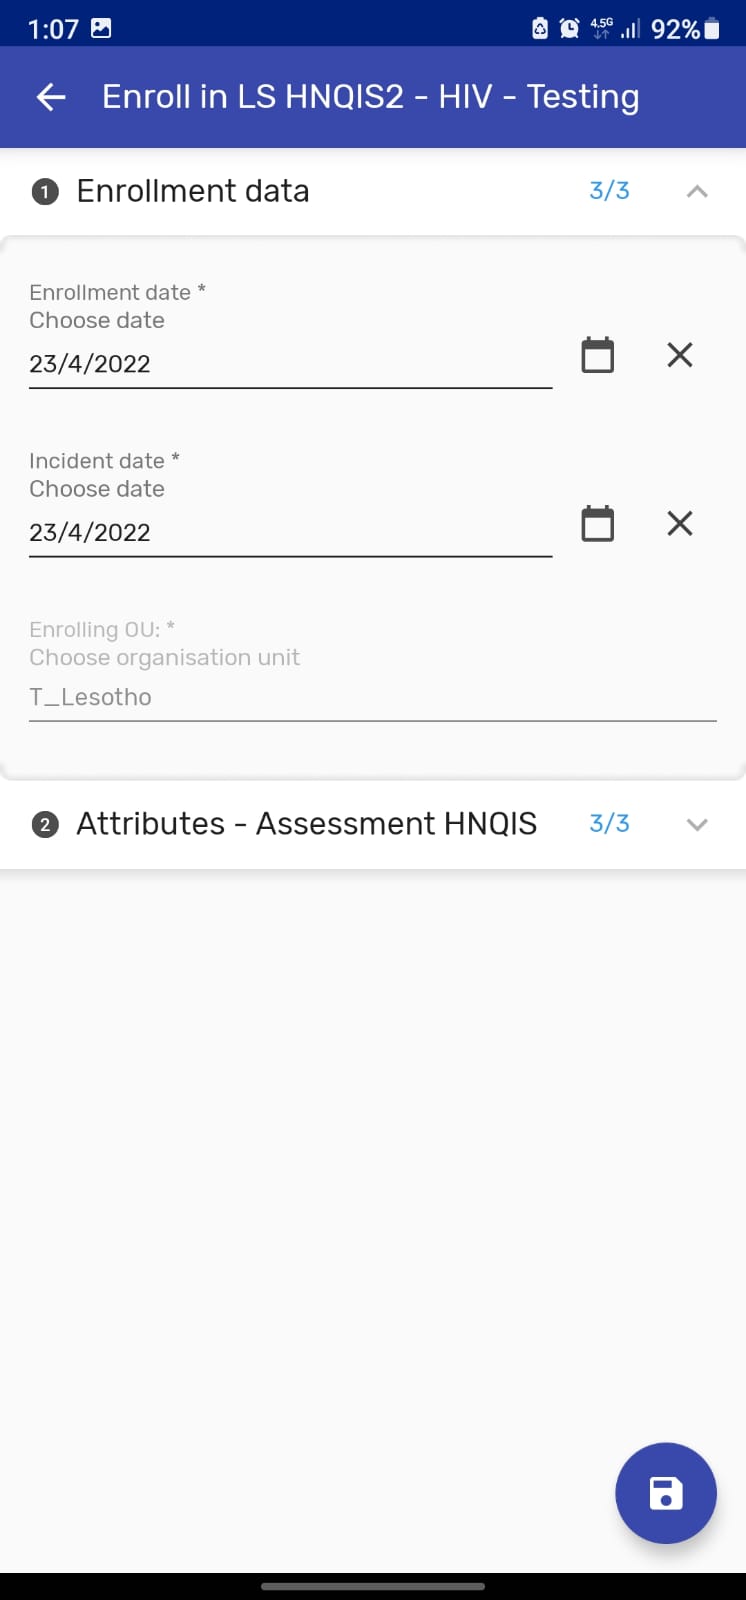 1:07
4.5G
92%
Enroll in LS HNQIS2 - HIV - Testing
1 Enrollment data 3/3
Enrollment date *
Choose date
23/4/2022
Incident date *
Choose date
23/4/2022
Enrolling OU: *
Choose organisation unit
T_Lesotho
2 Attributes - Assessment HNQIS 3/3